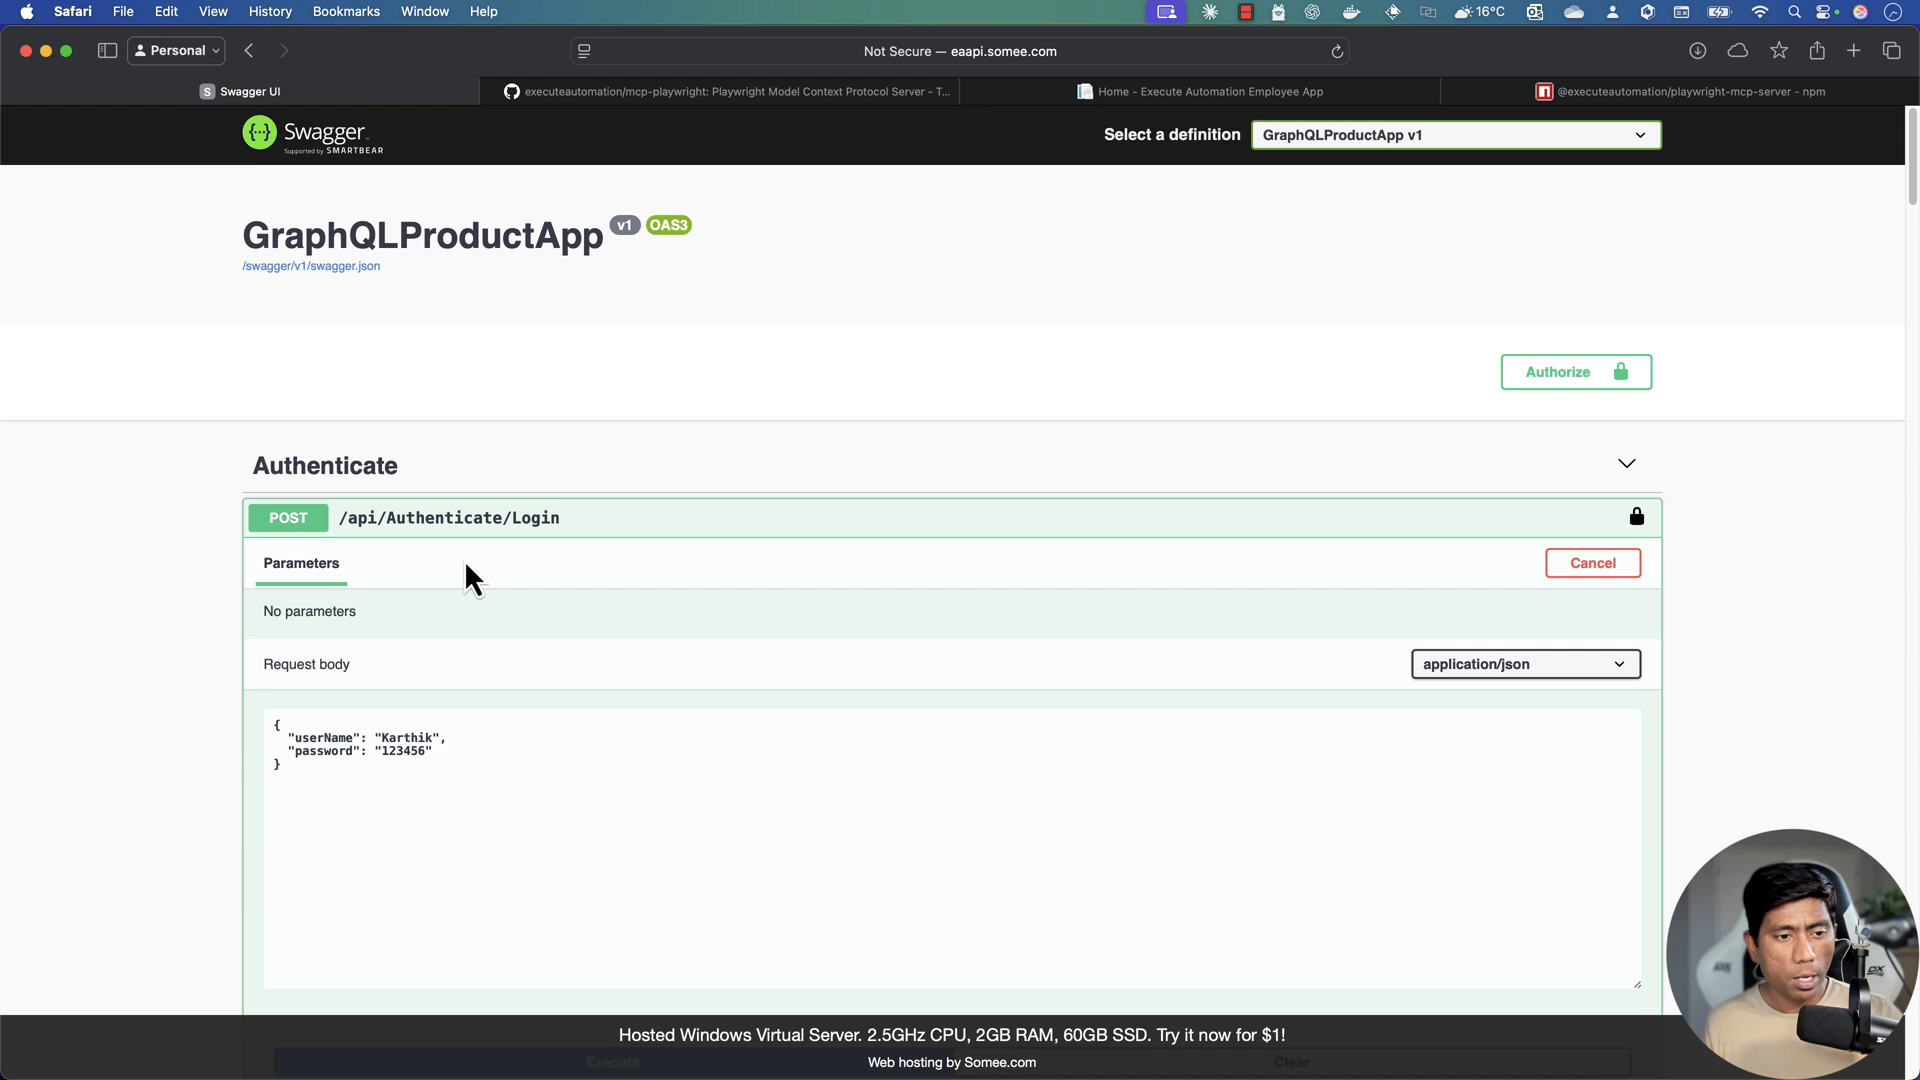 Safari File Edit View History Bookmarks Window Help 16°C
Personal Not Secure — eaapi.somee.com
S Swagger UI executeautomation/mcp-playwright: Playwright Model Context Protocol Server - T... Home - Execute Automation Employee App @executeautomation/playwright-mcp-server - npm
{···} Swagger Select a definition GraphQLProductApp v1
Supported by SMARTBEAR
GraphQLProductApp v1 OAS3
/swagger/v1/swagger.json
Authorize
Authenticate
POST /api/Authenticate/Login
Parameters Cancel
No parameters
Request body application/json
{
"userName": "Karthik",
"password": "123456"
}
Hosted Windows Virtual Server. 2.5GHz CPU, 2GB RAM, 60GB SSD. Try it now for $1!
Execute Web hosting by Somee.com Clear